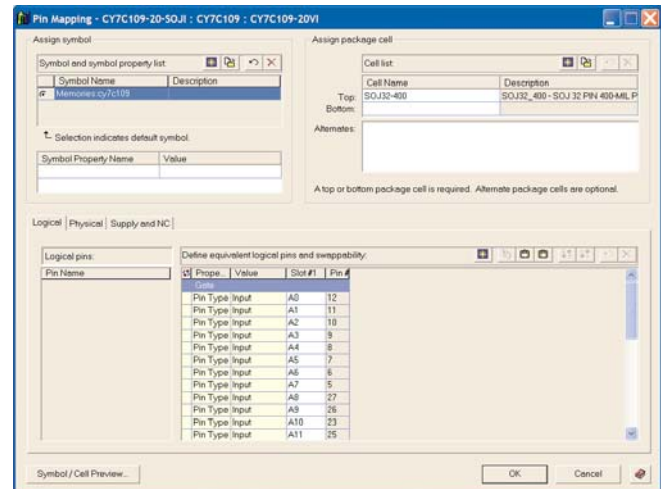 Pin Mapping - CY7C109-20-SOJI : CY7C109 : CY7C109-20VI
Assign symbol
Symbol and symbol property list:
Symbol Name Description
Memories:cy7c109
Selection indicates default symbol.
Symbol Property Name Value
Assign package cell
Cell list:
Cell Name Description
Top: SOJ32-400 SOJ32_400 - SOJ 32 PIN 400-MIL P
Bottom:
Alternates:
A top or bottom package cell is required. Alternate package cells are optional.
Logical Physical Supply and NC
Logical pins:
Pin Name
Define equivalent logical pins and swappability:
Prope... Value Slot #1 Pin #
Gate
Pin Type Input A0 12
Pin Type Input A1 11
Pin Type Input A2 10
Pin Type Input A3 9
Pin Type Input A4 8
Pin Type Input A5 7
Pin Type Input A6 6
Pin Type Input A7 5
Pin Type Input A8 27
Pin Type Input A9 26
Pin Type Input A10 23
Pin Type Input A11 25
Symbol / Cell Preview...
OK Cancel